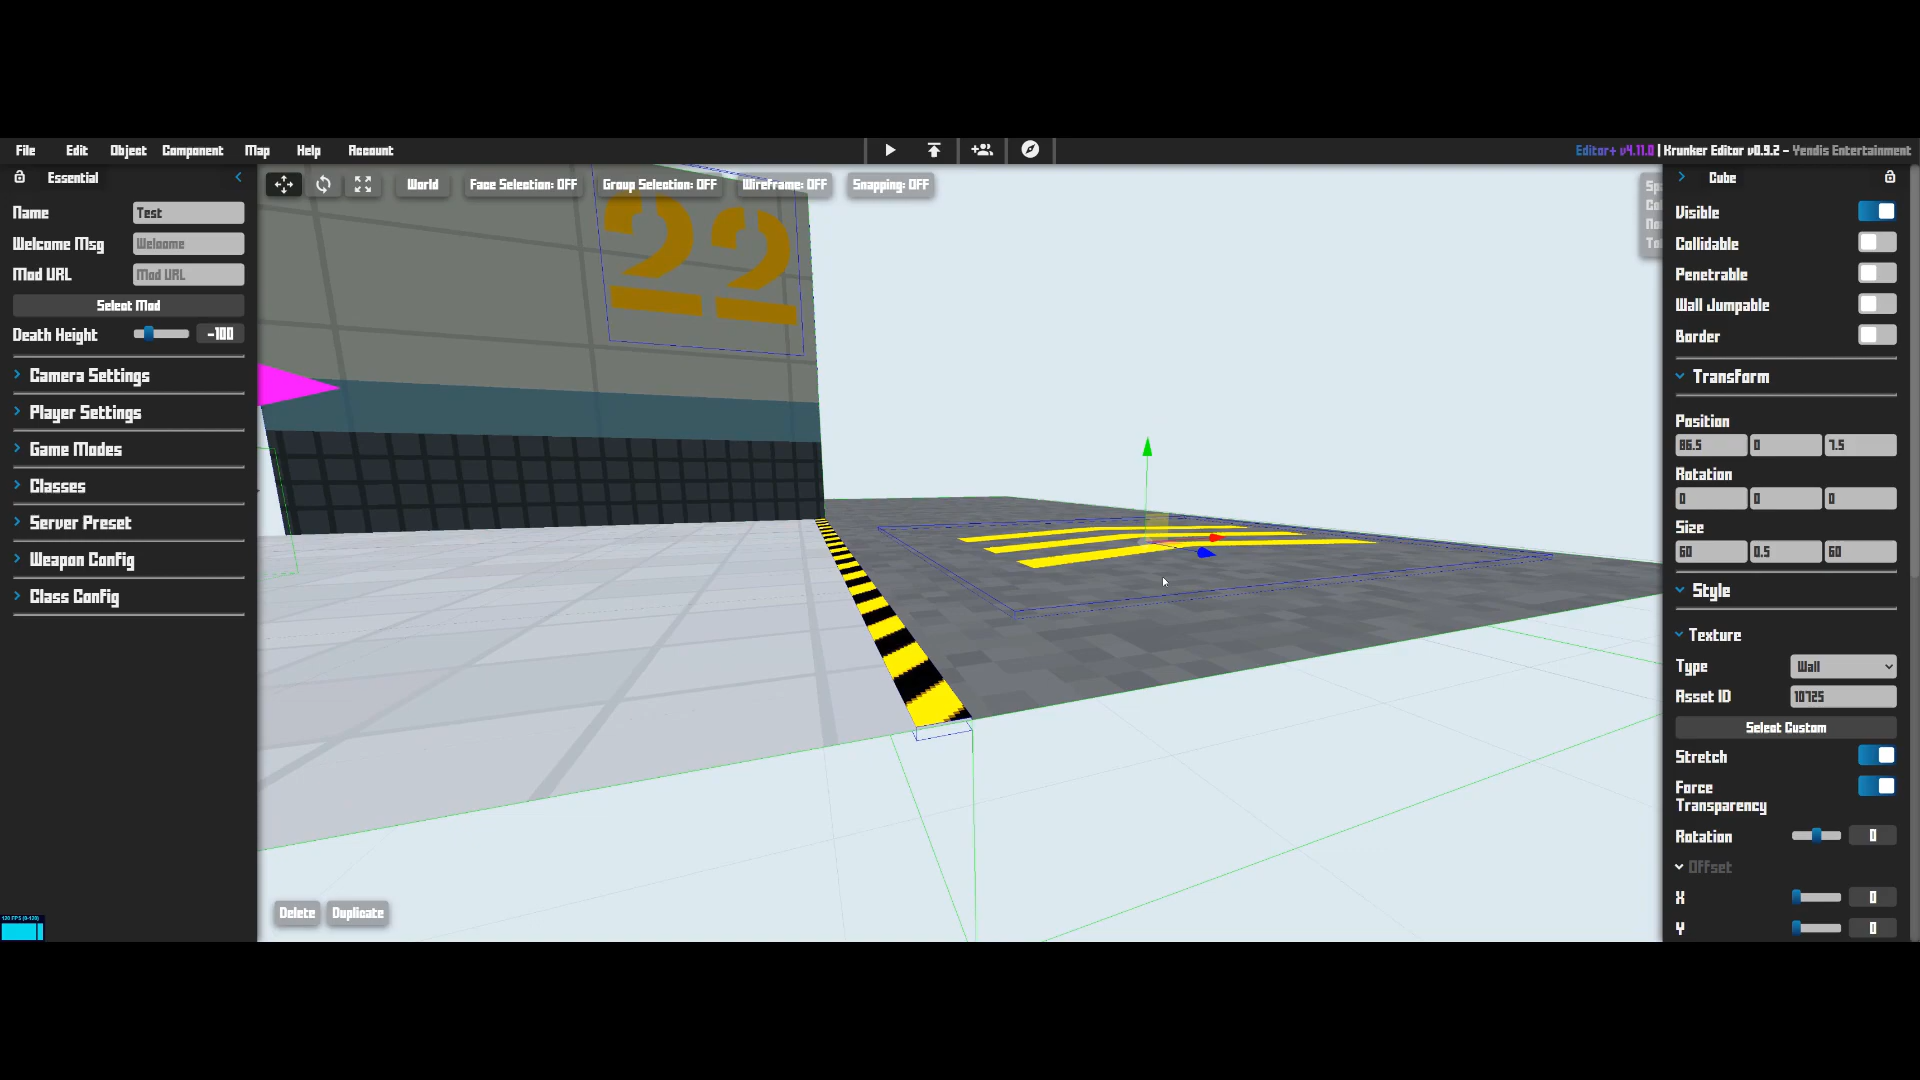 File Edit Object Component Map Help Account
Editor+ v4.11.0 | Krunker Editor v0.9.2 - Yendis Entertainment
Essential
Name Test
Welcome Msg Welcome
Mod URL Mod URL
Select Mod
Death Height -100
Camera Settings
Player Settings
Game Modes
Classes
Server Preset
Weapon Config
Class Config
120 FPS (0-120)
World Face Selection: OFF Group Selection: OFF Wireframe: OFF Snapping: OFF
22
Delete Duplicate
Cube
Visible
Collidable
Penetrable
Wall Jumpable
Border
Transform
Position
86.5 0 7.5
Rotation
0 0 0
Size
60 0.5 60
Style
Texture
Type Wall
Asset ID 10725
Select Custom
Stretch
Force
Transparency
Rotation 0
Offset
X 0
Y 0